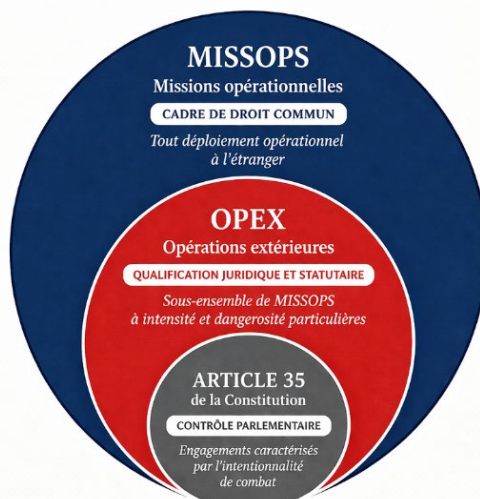 MISSOPS
Missions opérationnelles
CADRE DE DROIT COMMUN
Tout déploiement opérationnel
à l'étranger
OPEX
Opérations extérieures
QUALIFICATION JURIDIQUE ET STATUTAIRE
Sous-ensemble de MISSOPS
à intensité et dangerosité particulières
ARTICLE 35
de la Constitution
CONTRÔLE PARLEMENTAIRE
Engagements caractérisés
par l'intentionnalité
de combat